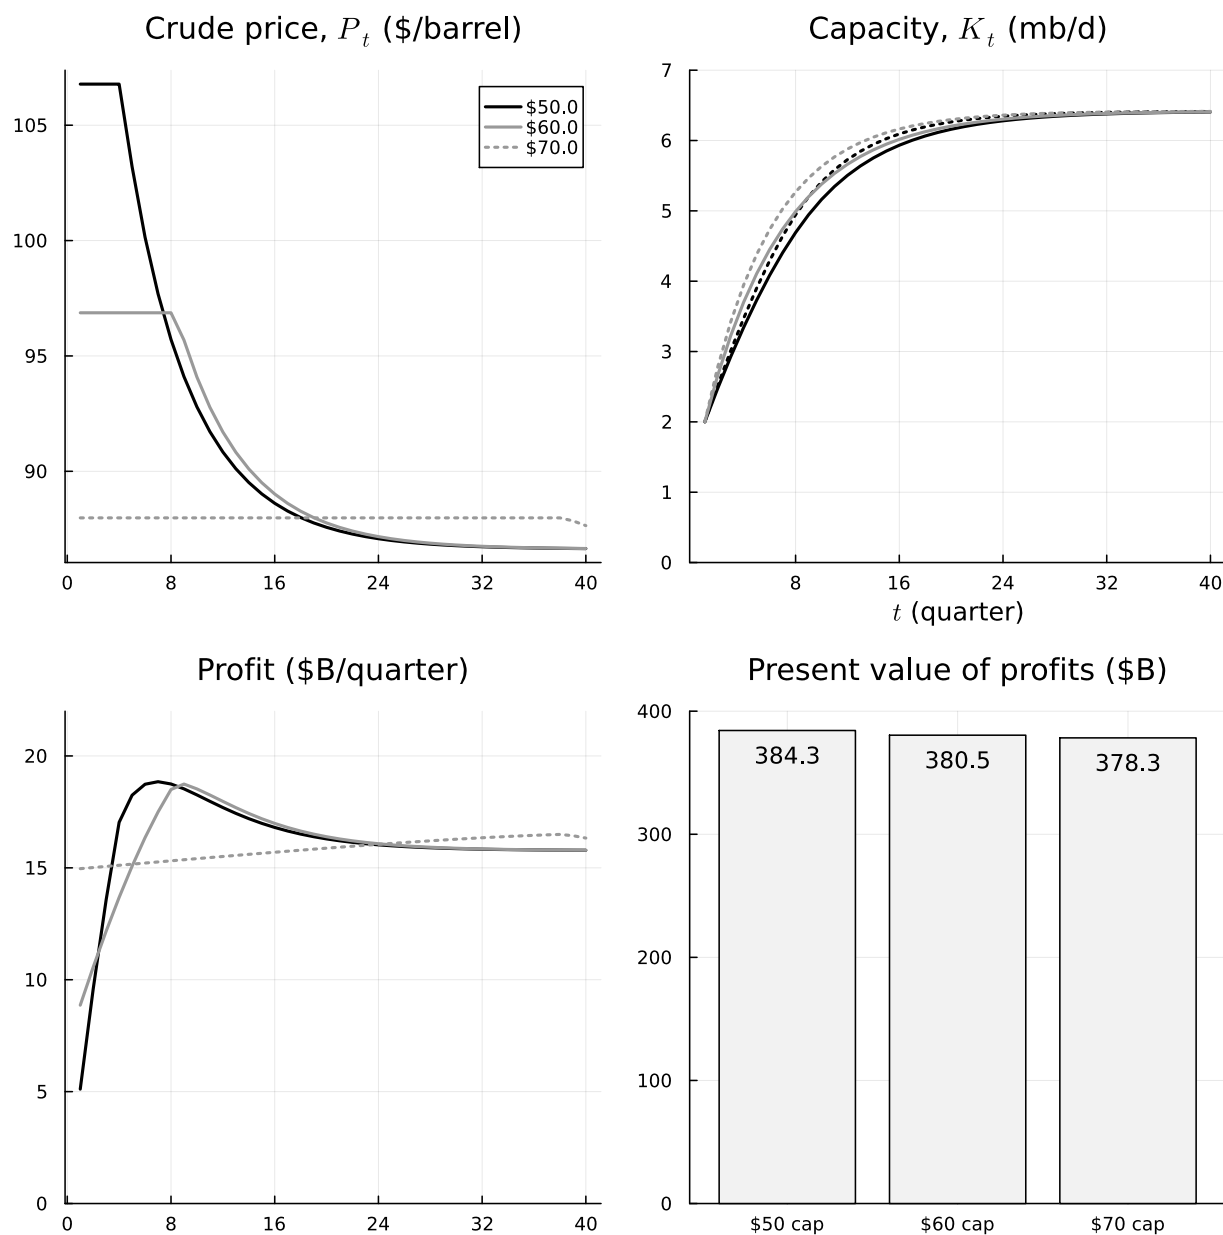 Crude price, P_t ($/barrel)
105
100
95
90
0 8 16 24 32 40
$50.0
$60.0
$70.0
Capacity, K_t (mb/d)
7
6
5
4
3
2
1
0
8 16 24 32 40
t (quarter)
Profit ($B/quarter)
20
15
10
5
0
0 8 16 24 32 40
Present value of profits ($B)
400
300
200
100
0
384.3 380.5 378.3
$50 cap $60 cap $70 cap